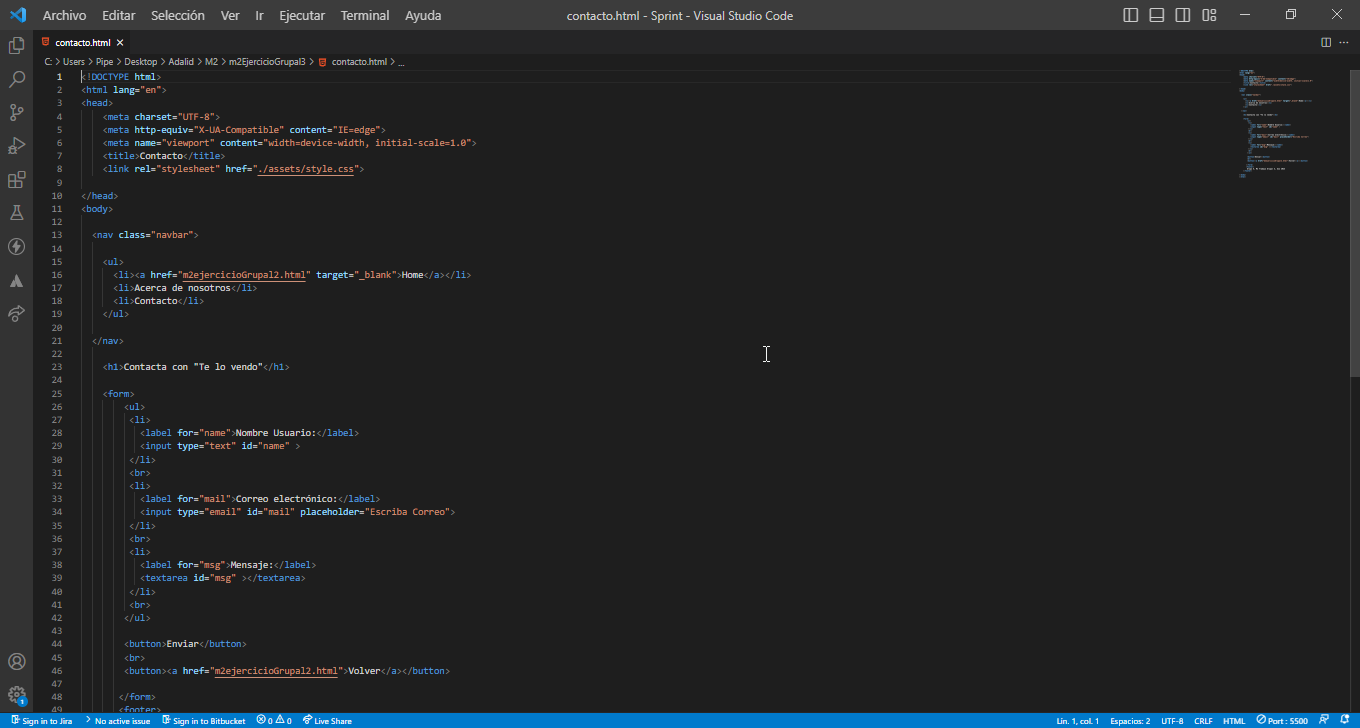 Archivo Editar Selección Ver Ir Ejecutar Terminal Ayuda contacto.html - Sprint - Visual Studio Code
contacto.html
C: > Users > Pipe > Desktop > Adalid > M2 > m2EjercicioGrupal3 > contacto.html > ...
1 <!DOCTYPE html>
2 <html lang="en">
3 <head>
4 <meta charset="UTF-8">
5 <meta http-equiv="X-UA-Compatible" content="IE=edge">
6 <meta name="viewport" content="width=device-width, initial-scale=1.0">
7 <title>Contacto</title>
8 <link rel="stylesheet" href="./assets/style.css">
9
10 </head>
11 <body>
12
13 <nav class="navbar">
14
15 <ul>
16 <li><a href="m2ejercicioGrupal2.html" target="_blank">Home</a></li>
17 <li>Acerca de nosotros</li>
18 <li>Contacto</li>
19 </ul>
20
21 </nav>
22
23 <h1>Contacta con "Te lo vendo"</h1>
24
25 <form>
26 <ul>
27 <li>
28 <label for="name">Nombre Usuario:</label>
29 <input type="text" id="name" >
30 </li>
31 <br>
32 <li>
33 <label for="mail">Correo electrónico:</label>
34 <input type="email" id="mail" placeholder="Escriba Correo">
35 </li>
36 <br>
37 <li>
38 <label for="msg">Mensaje:</label>
39 <textarea id="msg" ></textarea>
40 </li>
41 <br>
42 </ul>
43
44 <button>Enviar</button>
45 <br>
46 <button><a href="m2ejercicioGrupal2.html">Volver</a></button>
47
48 </form>
49 <footer>
1
Sign in to Jira No active issue Sign in to Bitbucket 0 0 Live Share Lín. 1, col. 1 Espacios: 2 UTF-8 CRLF HTML Port : 5500